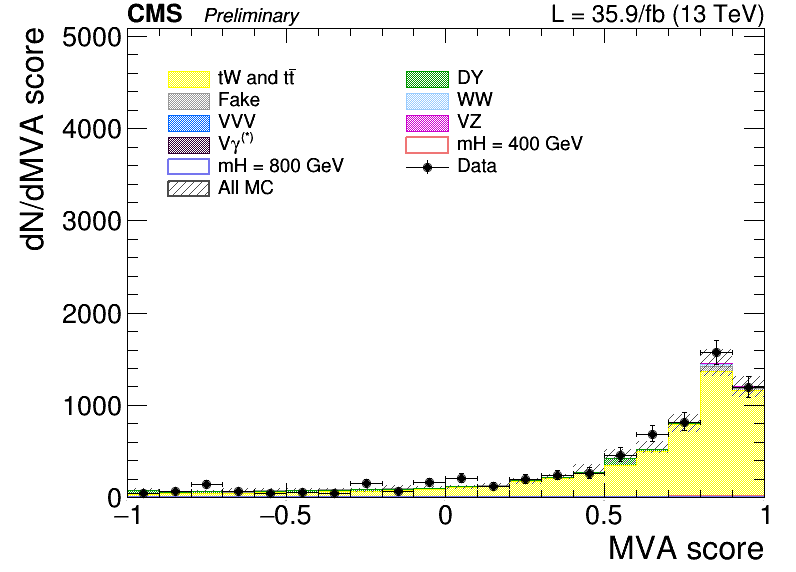 CMS Preliminary L = 35.9/fb (13 TeV)
dN/dMVA score
5000
4000
3000
2000
1000
0
tW and tt̄ DY
Fake WW
VVV VZ
Vγ(*) mH = 400 GeV
mH = 800 GeV Data
All MC
−1 −0.5 0 0.5 1
MVA score